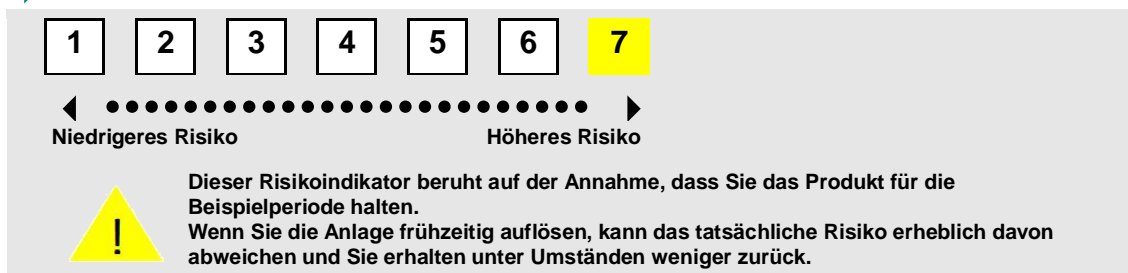 1 2 3 4 5 6 7
Niedrigeres Risiko Höheres Risiko
Dieser Risikoindikator beruht auf der Annahme, dass Sie das Produkt für die
Beispielperiode halten.
Wenn Sie die Anlage frühzeitig auflösen, kann das tatsächliche Risiko erheblich davon
abweichen und Sie erhalten unter Umständen weniger zurück.
!